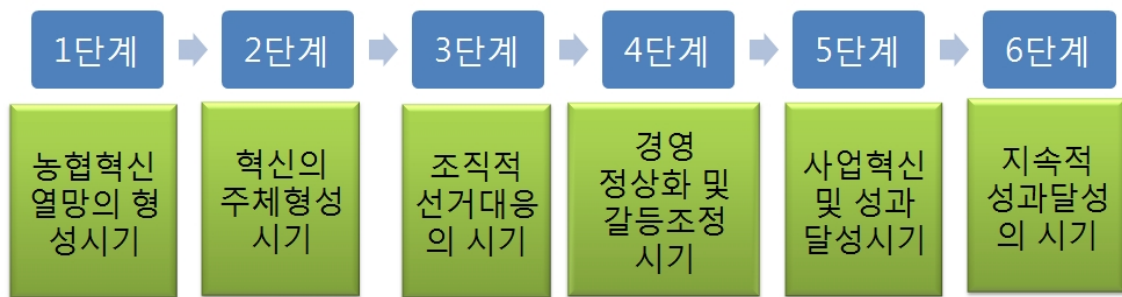 1단계
2단계
3단계
4단계
5단계
6단계
농협혁신
열망의 형
성시기
혁신의
주체형성
시기
조직적
선거대응
의 시기
경영
정상화 및
갈등조정
시기
사업혁신
및 성과
달성시기
지속적
성과달성
의 시기